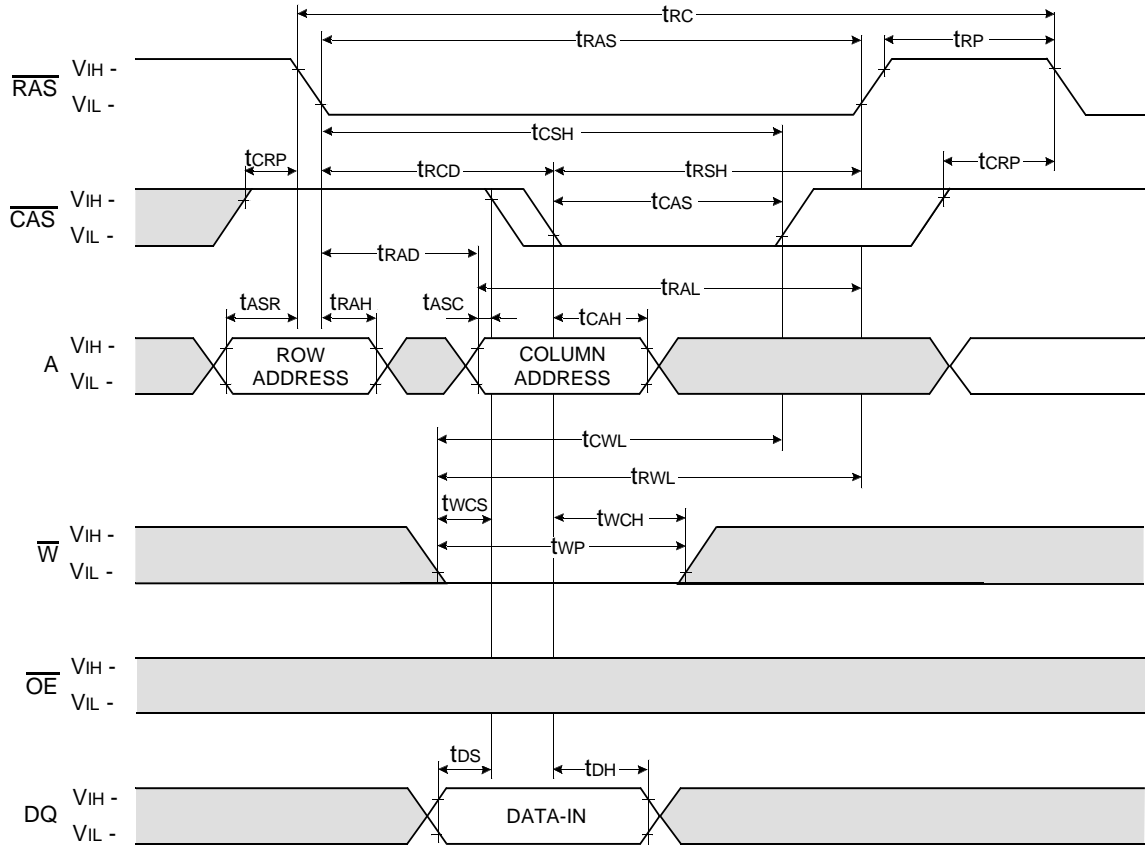 tRC
tRAS
tRP
RAS
VIH -
VIL -
tCSH
tCRP
tRCD
tRSH
tCRP
CAS
VIH -
VIL -
tCAS
tRAD
tRAL
tASR
tRAH
tASC
tCAH
A
VIH -
VIL -
ROW
ADDRESS
COLUMN
ADDRESS
tCWL
tRWL
tWCS
tWCH
W
VIH -
VIL -
tWP
OE
VIH -
VIL -
tDS
tDH
DQ
VIH -
VIL -
DATA-IN